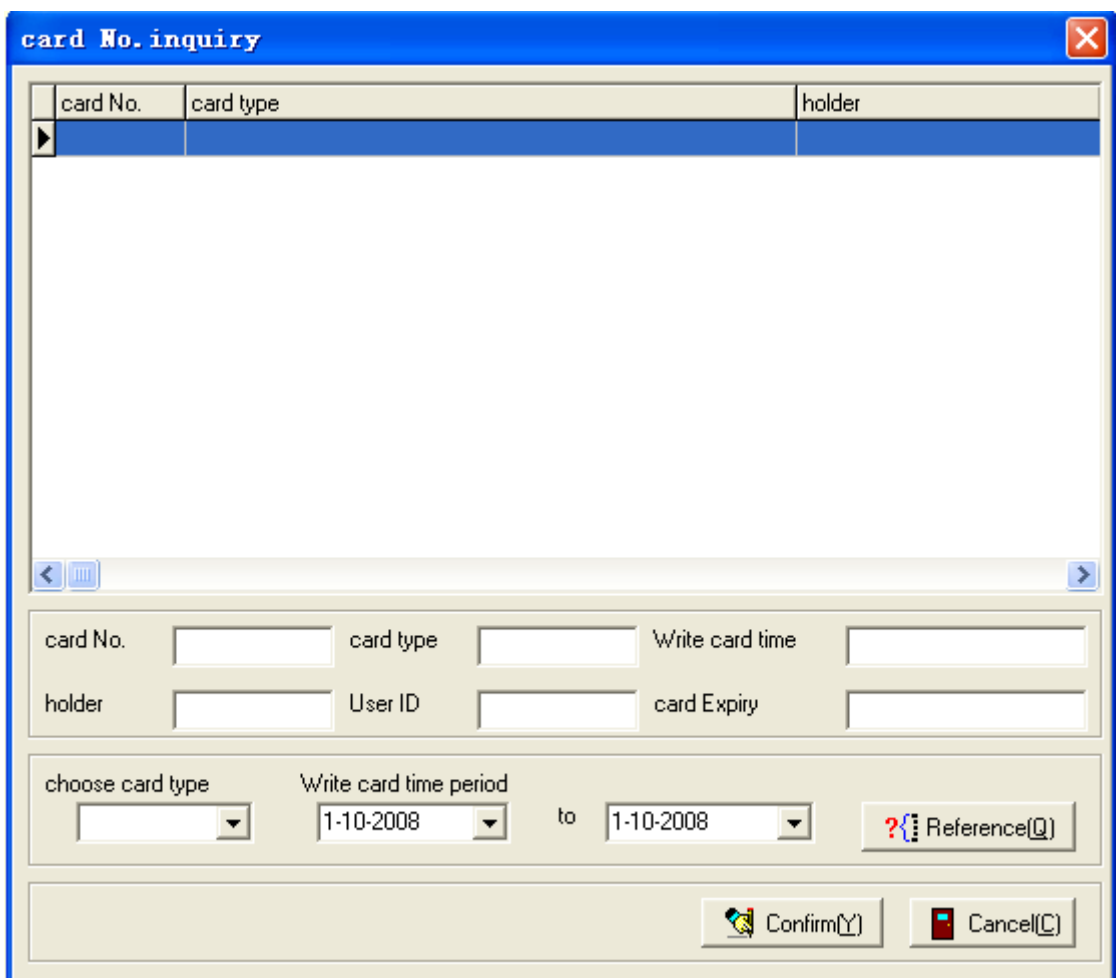 card No.inquiry
card No. card type holder
card No. card type Write card time
holder User ID card Expiry
choose card type Write card time period
1-10-2008 to 1-10-2008 ?{ Reference(Q)
Confirm(Y) Cancel(C)